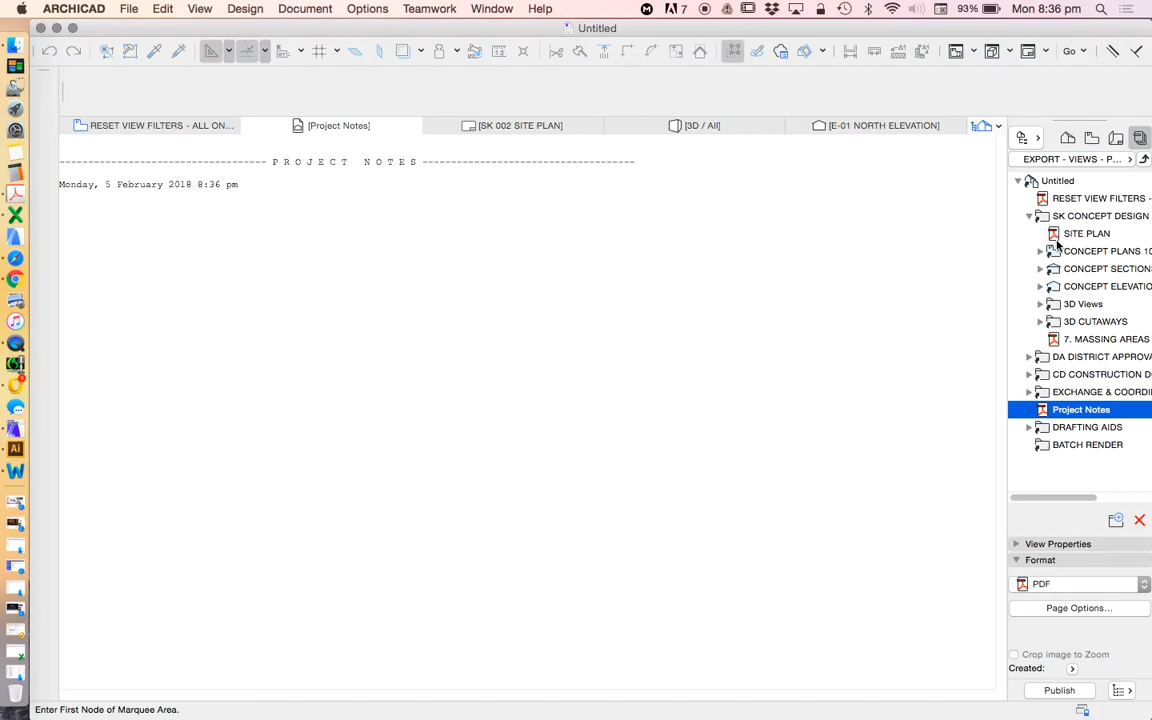 ARCHICAD File Edit View Design Document Options Teamwork Window Help 7 93% Mon 8:36 pm
Untitled
Go
RESET VIEW FILTERS - ALL ON... [Project Notes] [SK 002 SITE PLAN] [3D / All] [E-01 NORTH ELEVATION]
---------------------------------- P R O J E C T   N O T E S ----------------------------------
Monday, 5 February 2018 8:36 pm
EXPORT - VIEWS - P...
Untitled
RESET VIEW FILTERS -
SK CONCEPT DESIGN
SITE PLAN
CONCEPT PLANS 10
CONCEPT SECTION
CONCEPT ELEVATIO
3D Views
3D CUTAWAYS
7. MASSING AREAS
DA DISTRICT APPROVA
CD CONSTRUCTION D
EXCHANGE & COORDI
Project Notes
DRAFTING AIDS
BATCH RENDER
View Properties
Format
PDF
Page Options...
Crop image to Zoom
Created:
Publish
Enter First Node of Marquee Area.